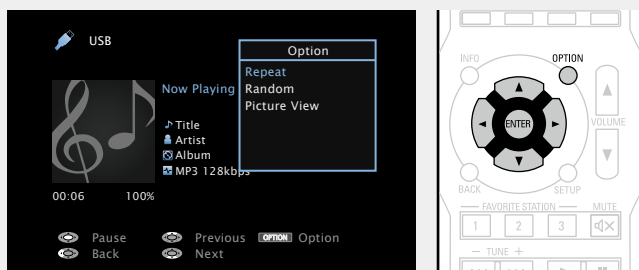 USB
Option
Repeat
Random
Picture View
Now Playing
Title
Artist
Album
MP3 128kbps
00:06 100%
Pause Previous OPTION Option
Back Next
INFO OPTION
ENTER
VOLUME
BACK SETUP
FAVORITE STATION MUTE
1 2 3
− TUNE +